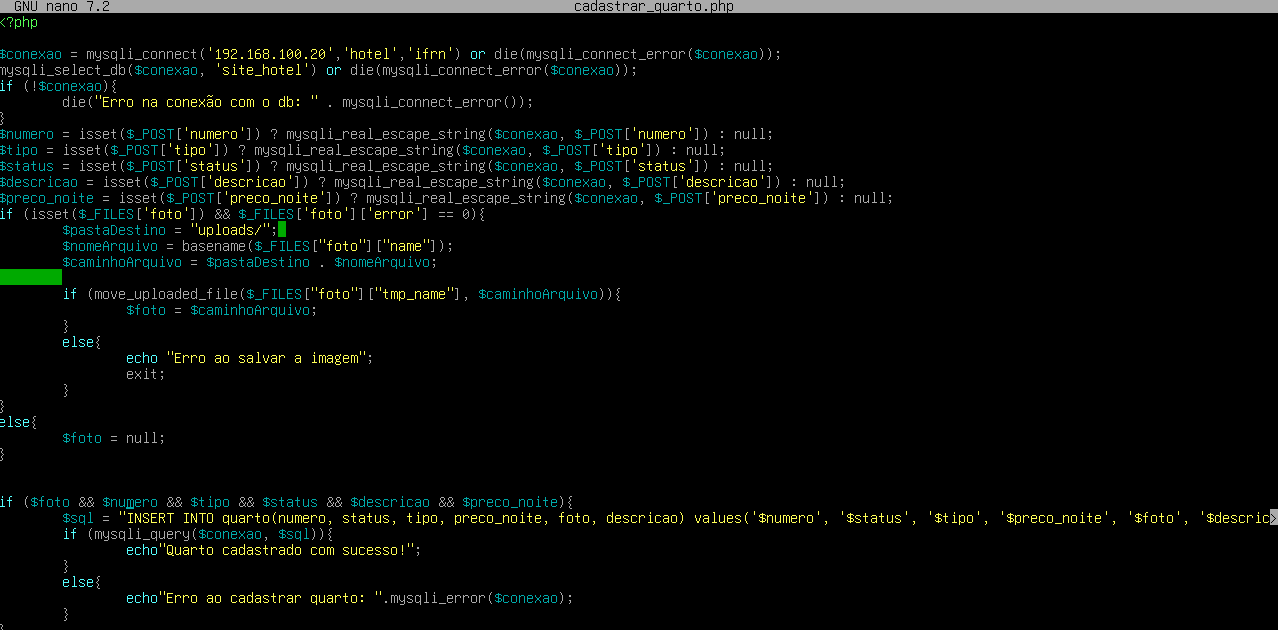 GNU nano 7.2 cadastrar_quarto.php
<?php
$conexao = mysqli_connect('192.168.100.20','hotel','ifrn') or die(mysqli_connect_error($conexao));
mysqli_select_db($conexao, 'site_hotel') or die(mysqli_connect_error($conexao));
if (!$conexao){
die("Erro na conexão com o db: " . mysqli_connect_error());
}
$numero = isset($_POST['numero']) ? mysqli_real_escape_string($conexao, $_POST['numero']) : null;
$tipo = isset($_POST['tipo']) ? mysqli_real_escape_string($conexao, $_POST['tipo']) : null;
$status = isset($_POST['status']) ? mysqli_real_escape_string($conexao, $_POST['status']) : null;
$descricao = isset($_POST['descricao']) ? mysqli_real_escape_string($conexao, $_POST['descricao']) : null;
$preco_noite = isset($_POST['preco_noite']) ? mysqli_real_escape_string($conexao, $_POST['preco_noite']) : null;
if (isset($_FILES['foto']) && $_FILES['foto']['error'] == 0){
$pastaDestino = "uploads/";
$nomeArquivo = basename($_FILES["foto"]["name"]);
$caminhoArquivo = $pastaDestino . $nomeArquivo;
if (move_uploaded_file($_FILES["foto"]["tmp_name"], $caminhoArquivo)){
$foto = $caminhoArquivo;
}
else{
echo "Erro ao salvar a imagem";
exit;
}
}
else{
$foto = null;
}
if ($foto && $numero && $tipo && $status && $descricao && $preco_noite){
$sql = "INSERT INTO quarto(numero, status, tipo, preco_noite, foto, descricao) values('$numero', '$status', '$tipo', '$preco_noite', '$foto', '$descric>
if (mysqli_query($conexao, $sql)){
echo"Quarto cadastrado com sucesso!";
}
else{
echo"Erro ao cadastrar quarto: ".mysqli_error($conexao);
}
}